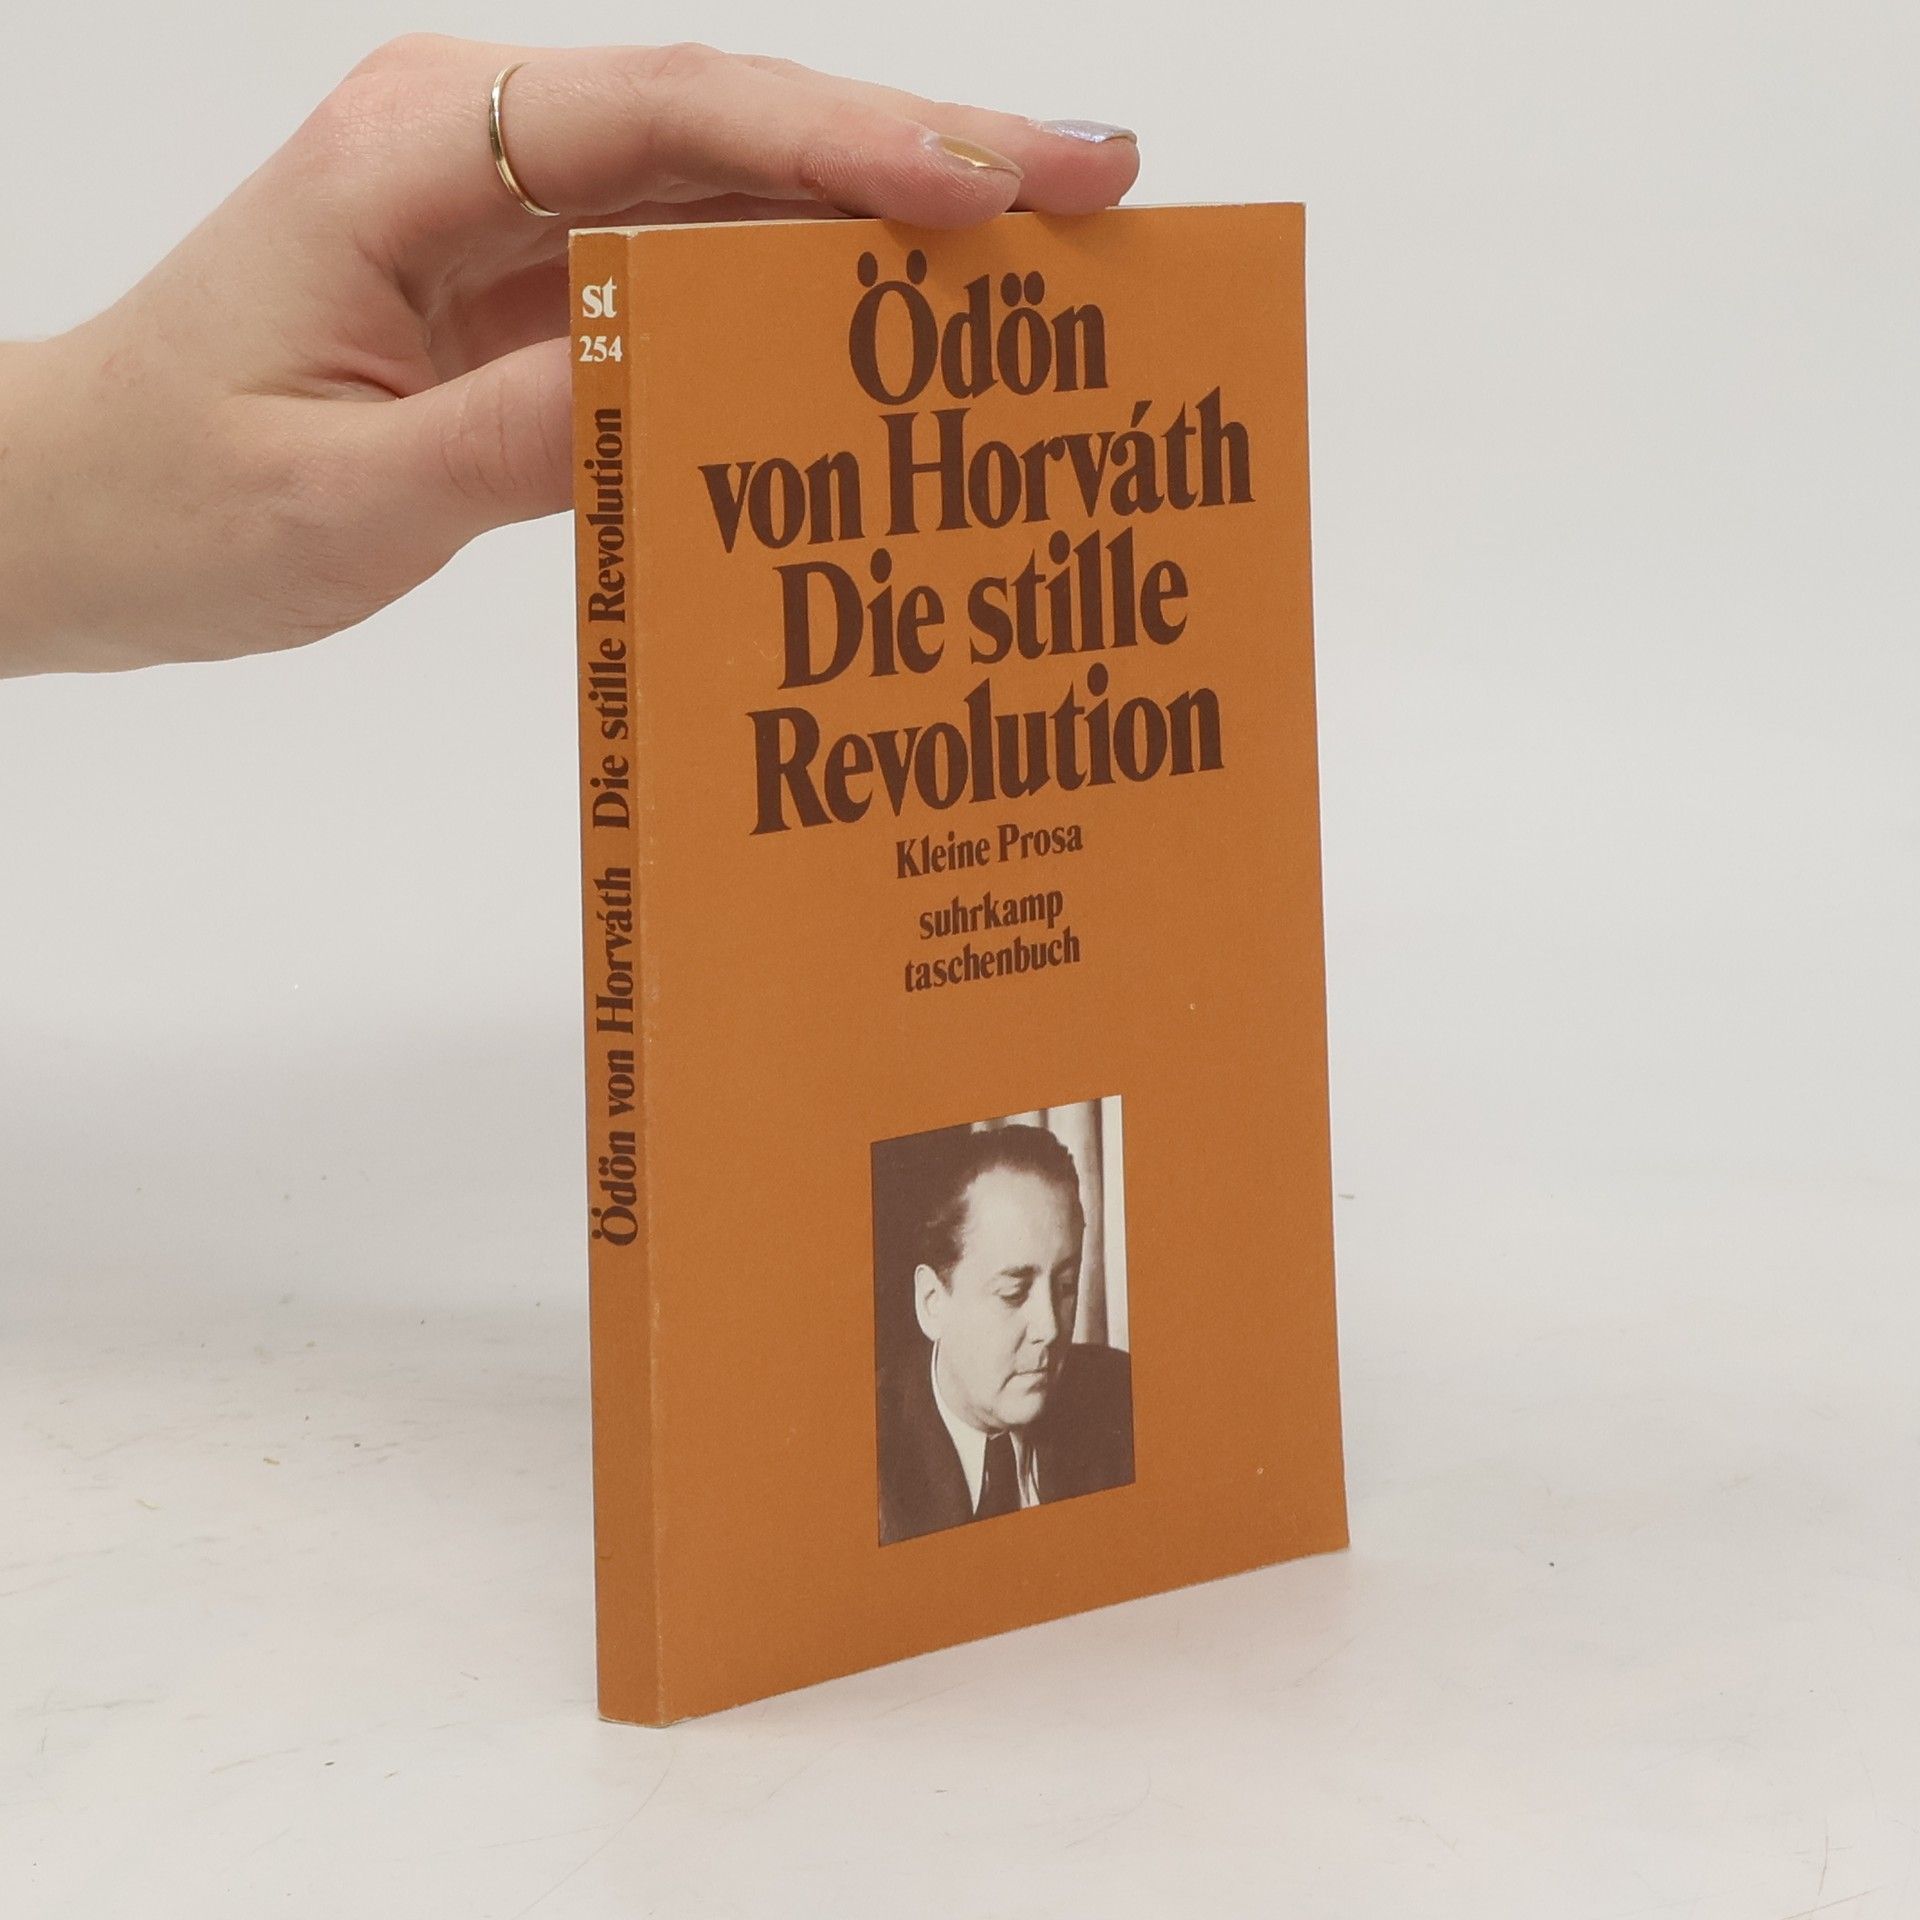 st
254
Ödön von Horváth Die stille Revolution
Ödön
von Horváth
Die stille
Revolution
Kleine Prosa
suhrkamp
taschenbuch